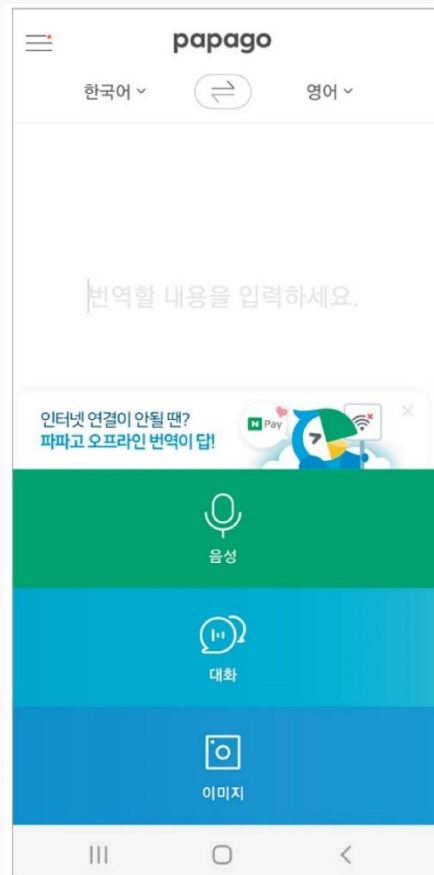 papago
한국어
영어
번역할 내용을 입력하세요.
인터넷 연결이 안될 땐?
파파고 오프라인 번역이 답!
N Pay
음성
대화
이미지